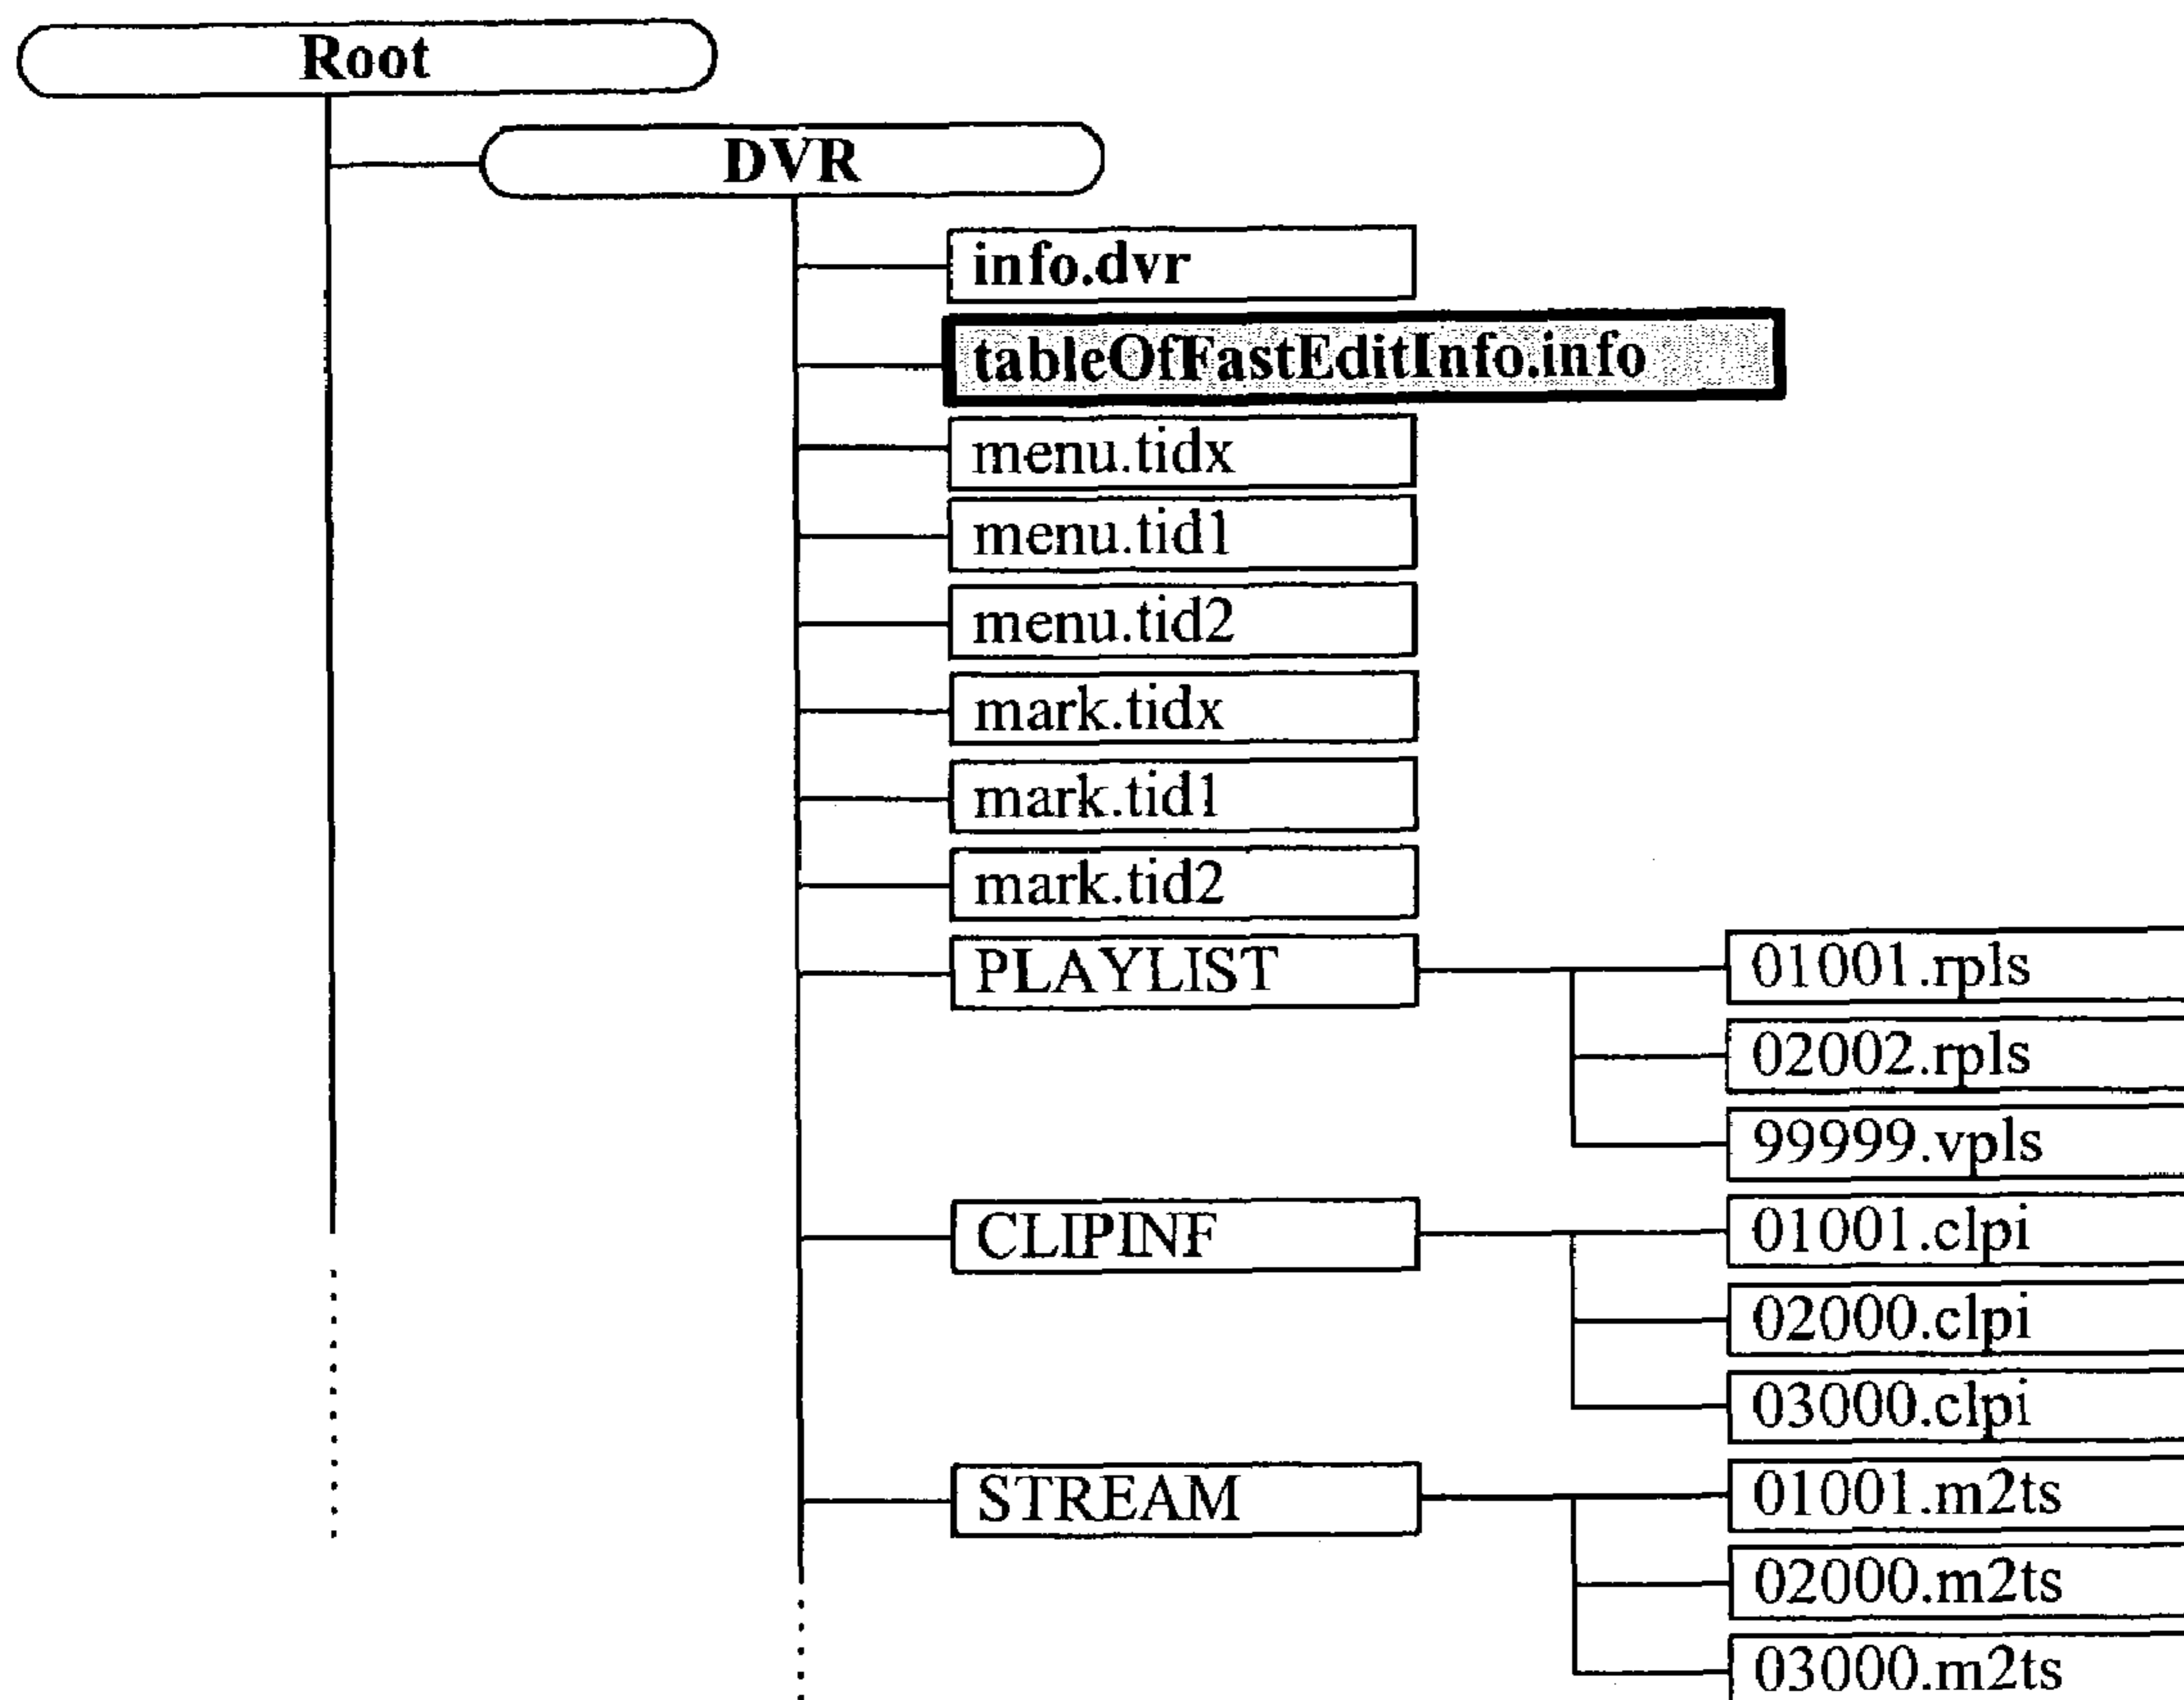 Root
DVR
info.dvr
tableOfFastEditInfo.info
menu.tidx
menu.tid1
menu.tid2
mark.tidx
mark.tid1
mark.tid2
PLAYLIST
01001.rpls
02002.rpls
99999.vpls
CLIPINF
01001.clpi
02000.clpi
03000.clpi
STREAM
01001.m2ts
02000.m2ts
03000.m2ts